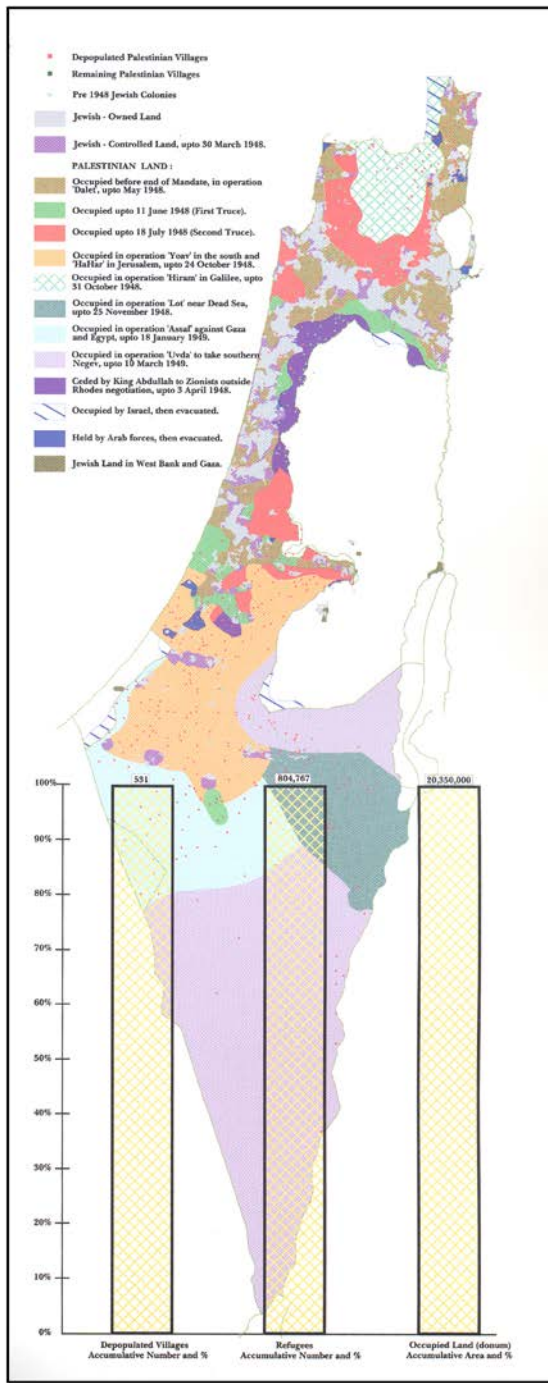 Depopulated Palestinian Villages
Remaining Palestinian Villages
Pre 1948 Jewish Colonies
Jewish - Owned Land
Jewish - Controlled Land, upto 30 March 1948.
PALESTINIAN LAND :
Occupied before end of Mandate, in operation
'Dalet', upto May 1948.
Occupied upto 11 June 1948 (First Truce).
Occupied upto 18 July 1948 (Second Truce).
Occupied in operation 'Yoav' in the south and
'HaHar' in Jerusalem, upto 24 October 1948.
Occupied in operation 'Hiram' in Galilee, upto
31 October 1948.
Occupied in operation 'Lot' near Dead Sea,
upto 25 November 1948.
Occupied in operation 'Assaf' against Gaza
and Egypt, upto 18 January 1949.
Occupied in operation 'Uvda' to take southern
Negev, upto 10 March 1949.
Ceded by King Abdullah to Zionists outside
Rhodes negotiation, upto 3 April 1948.
Occupied by Israel, then evacuated.
Held by Arab forces, then evacuated.
Jewish Land in West Bank and Gaza.
100%
531
804,767
20,350,000
90%
80%
70%
60%
50%
40%
30%
20%
10%
0%
Depopulated Villages
Accumulative Number and %
Refugees
Accumulative Number and %
Occupied Land (donum)
Accumulative Area and %